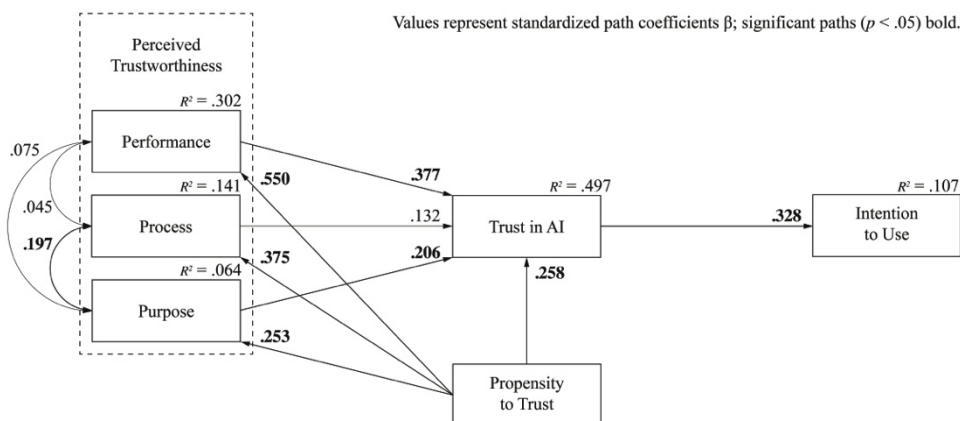 Values represent standardized path coefficients β; significant paths (p < .05) bold.
Perceived
Trustworthiness
R² = .302
Performance
.075
.550
.377
R² = .141
R² = .497
R² = .107
.045
Process
.132
Trust in AI
.328
Intention
to Use
.197
.375
.206
R² = .064
.258
Purpose
.253
Propensity
to Trust